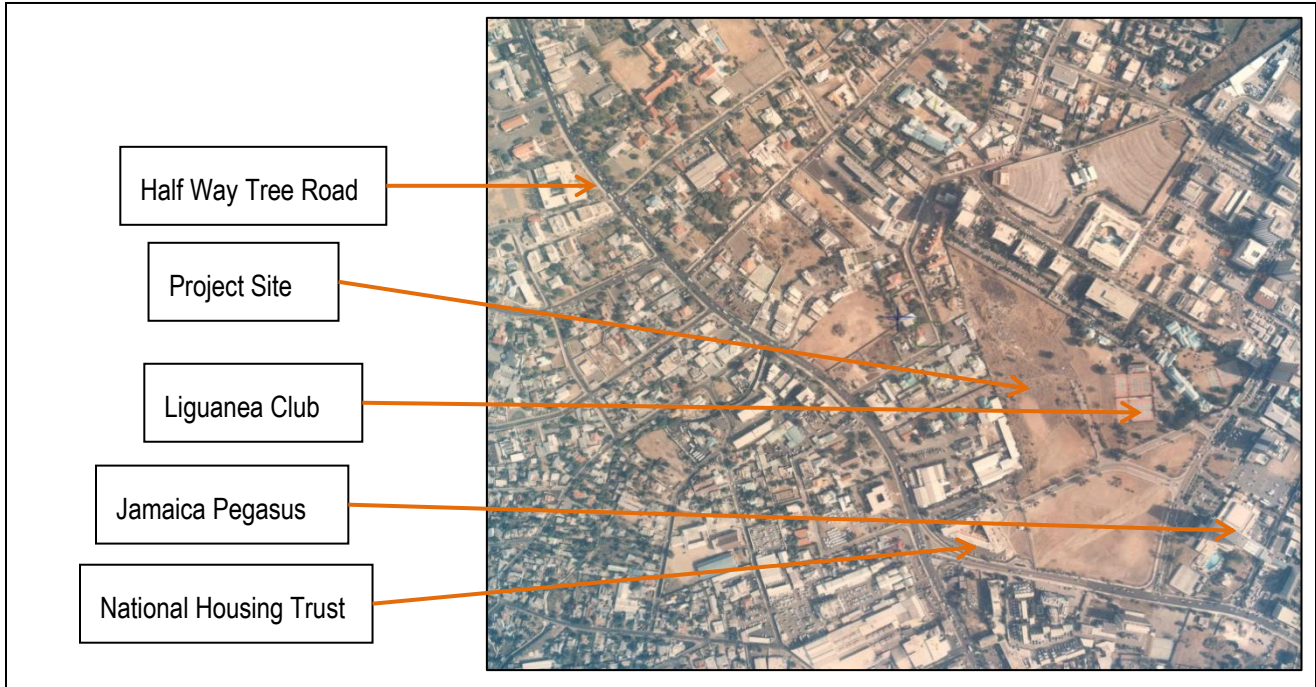 Half Way Tree Road
Project Site
Liguanea Club
Jamaica Pegasus
National Housing Trust